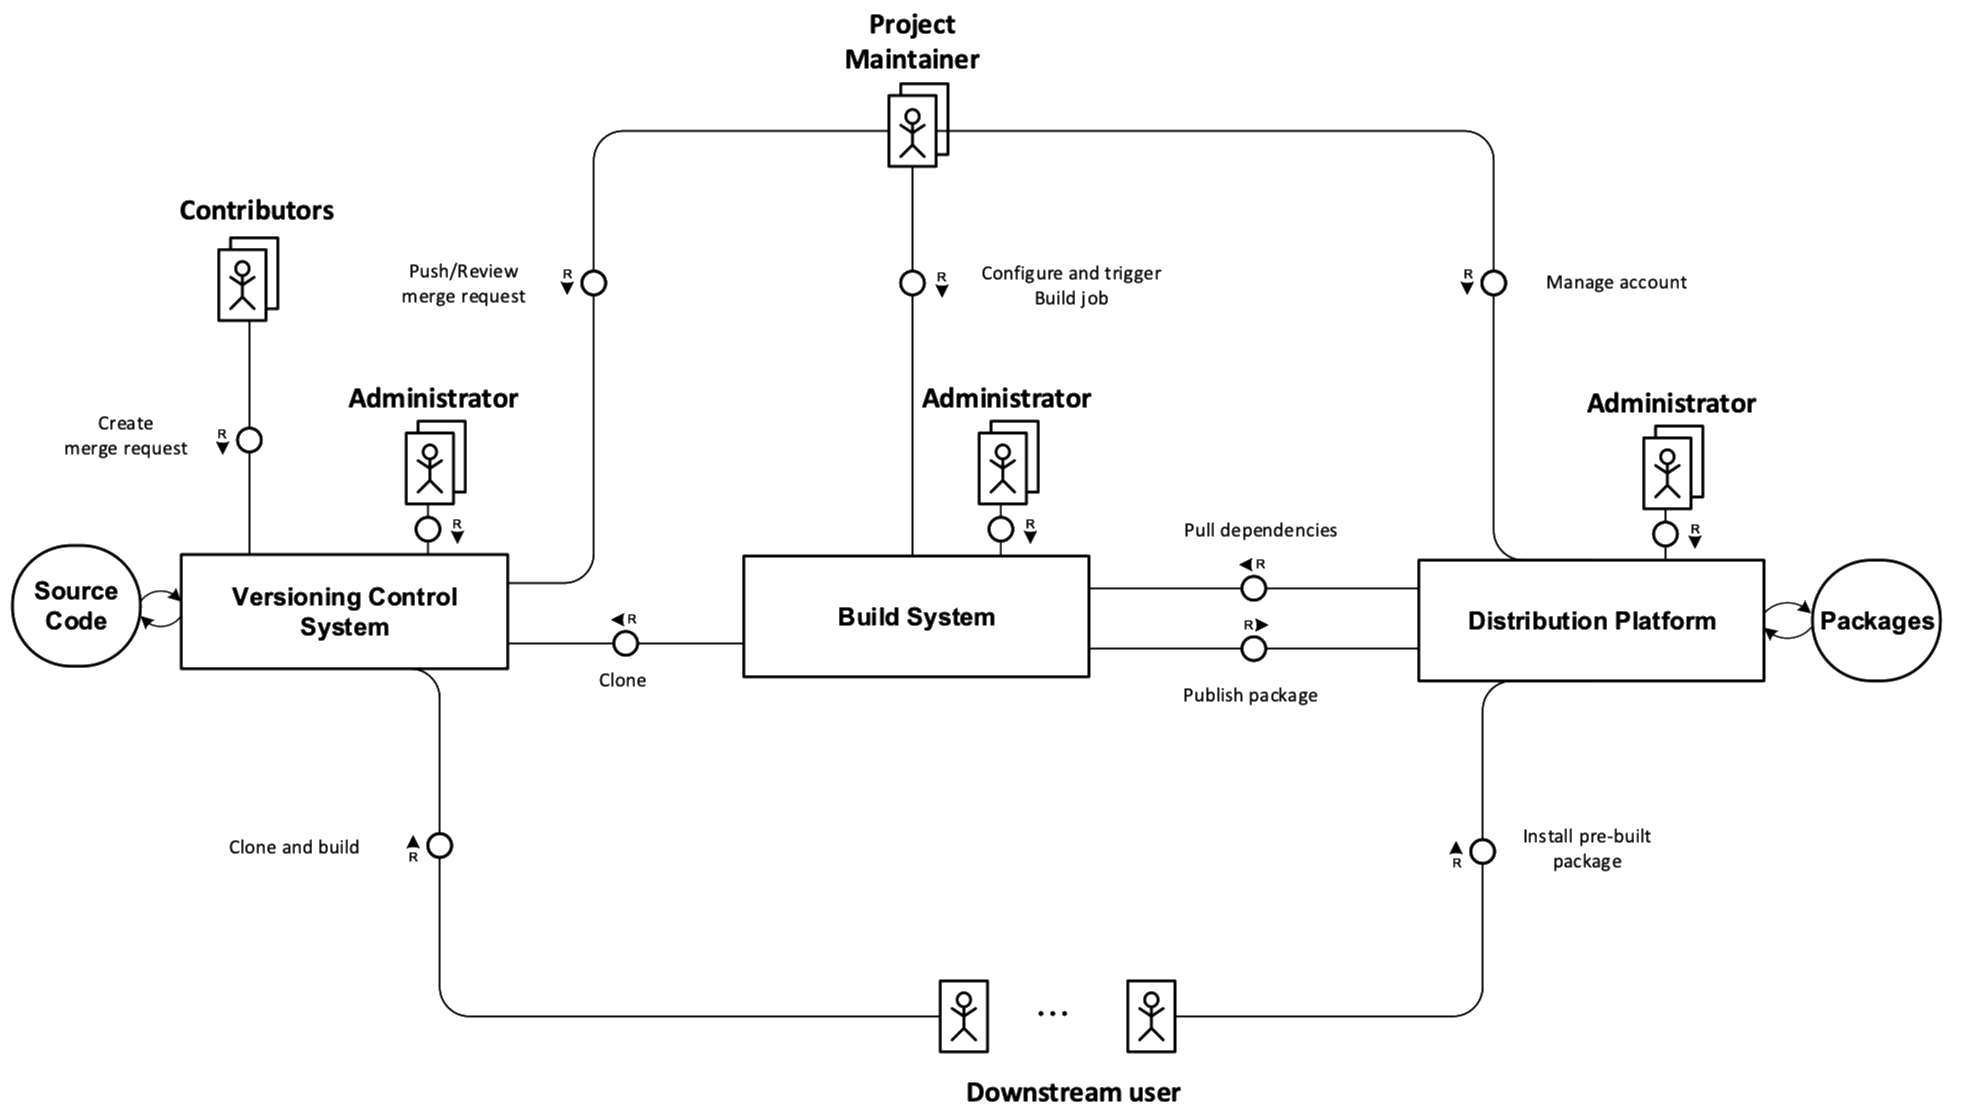 Project
Maintainer
Contributors
Push/Review
merge request
R
R
Configure and trigger
Build job
R
Manage account
Administrator
Administrator
Administrator
Create
merge request
R
R
R
R
Pull dependencies
R
Source
Code
Versioning Control
System
Build System
Distribution Platform
Packages
R
Clone
R
Publish package
Clone and build
R
R
Install pre-built
package
...
Downstream user